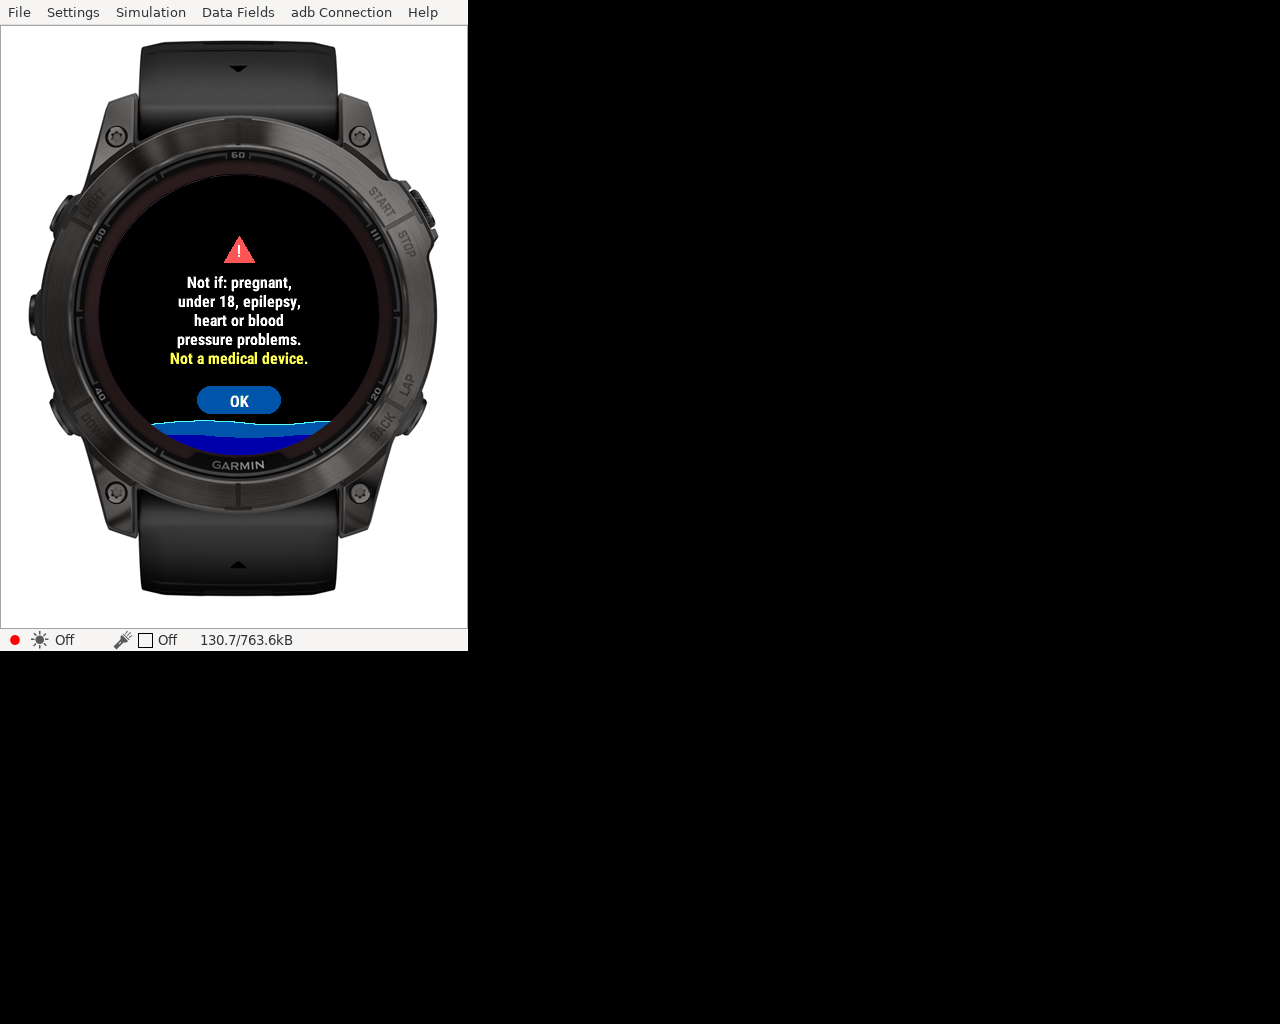 File Settings Simulation Data Fields adb Connection Help
60
LIGHT
START
STOP
50
Not if: pregnant,
under 18, epilepsy,
heart or blood
pressure problems.
Not a medical device.
OK
40
20
LAP
BACK
DOWN
GARMIN
Off Off 130.7/763.6kB